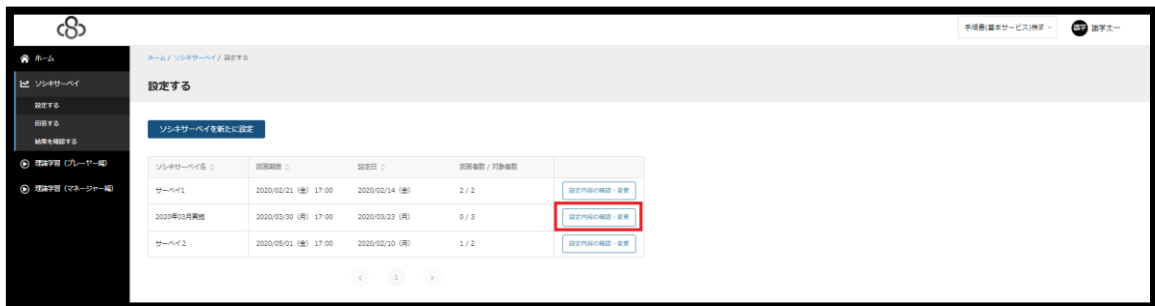 手順書(基本サービス)検証
識学太一
ホーム
ソシキサーベイ
設定する
回答する
結果を確認する
理論学習 (プレーヤー編)
理論学習 (マネージャー編)
ホーム / ソシキサーベイ / 設定する
設定する
ソシキサーベイを新たに設定
ソシキサーベイ名 回答期限 設定日 回答者数 / 対象者数
サーベイ1 2020/02/21 (金) 17:00 2020/02/14 (金) 2 / 2 設定内容の確認・変更
2020年03月実施 2020/03/30 (月) 17:00 2020/03/23 (月) 0 / 3 設定内容の確認・変更
サーベイ2 2020/05/01 (金) 17:00 2020/02/10 (月) 1 / 2 設定内容の確認・変更
< 1 >